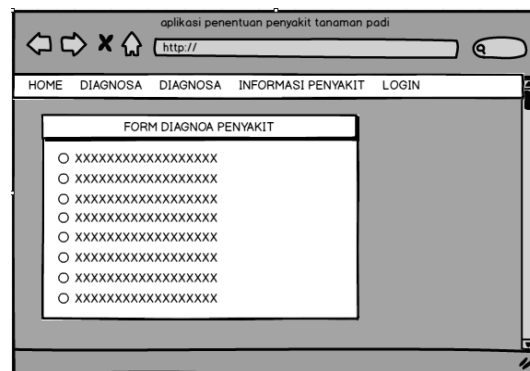 aplikasi penentuan penyakit tanaman padi
http://
HOME DIAGNOSA DIAGNOSA INFORMASI PENYAKIT LOGIN
FORM DIAGNOA PENYAKIT
XXXXXXXXXXXXXXXXXX
XXXXXXXXXXXXXXXXXX
XXXXXXXXXXXXXXXXXX
XXXXXXXXXXXXXXXXXX
XXXXXXXXXXXXXXXXXX
XXXXXXXXXXXXXXXXXX
XXXXXXXXXXXXXXXXXX
XXXXXXXXXXXXXXXXXX